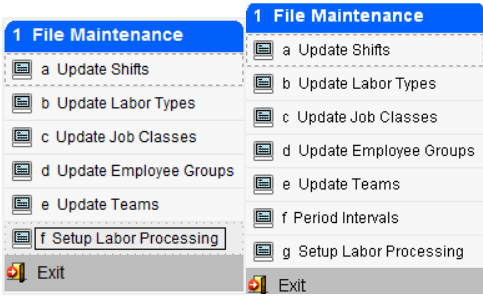 1 File Maintenance
a Update Shifts
b Update Labor Types
c Update Job Classes
d Update Employee Groups
e Update Teams
f Setup Labor Processing
Exit
1 File Maintenance
a Update Shifts
b Update Labor Types
c Update Job Classes
d Update Employee Groups
e Update Teams
f Period Intervals
g Setup Labor Processing
Exit